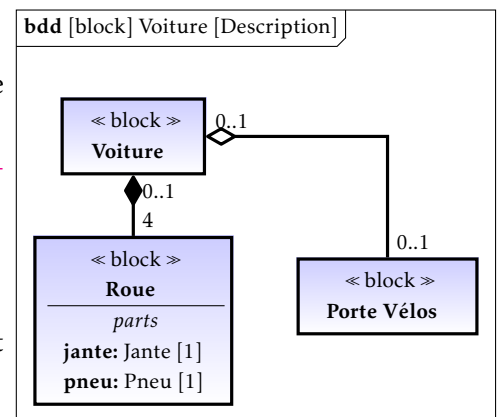 bdd [block] Voiture [Description]
e
« block »
Voiture
0..1
0..1
4
0..1
« block »
Roue
parts
jante: Jante [1]
pneu: Pneu [1]
« block »
Porte Vélos
t